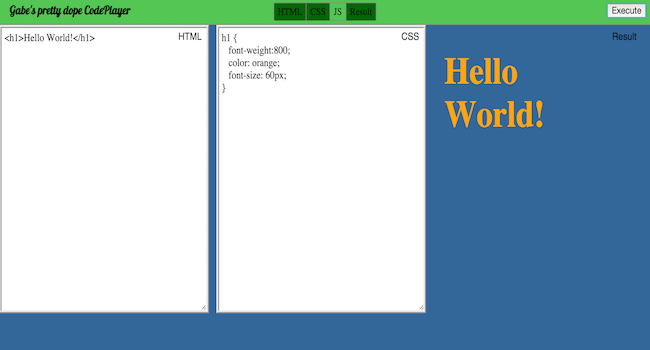 Gabe's pretty dope CodePlayer
HTML CSS JS Result
Execute
HTML
<h1>Hello World!</h1>
CSS
h1 {
font-weight:800;
color: orange;
font-size: 60px;
}
Result
Hello
World!